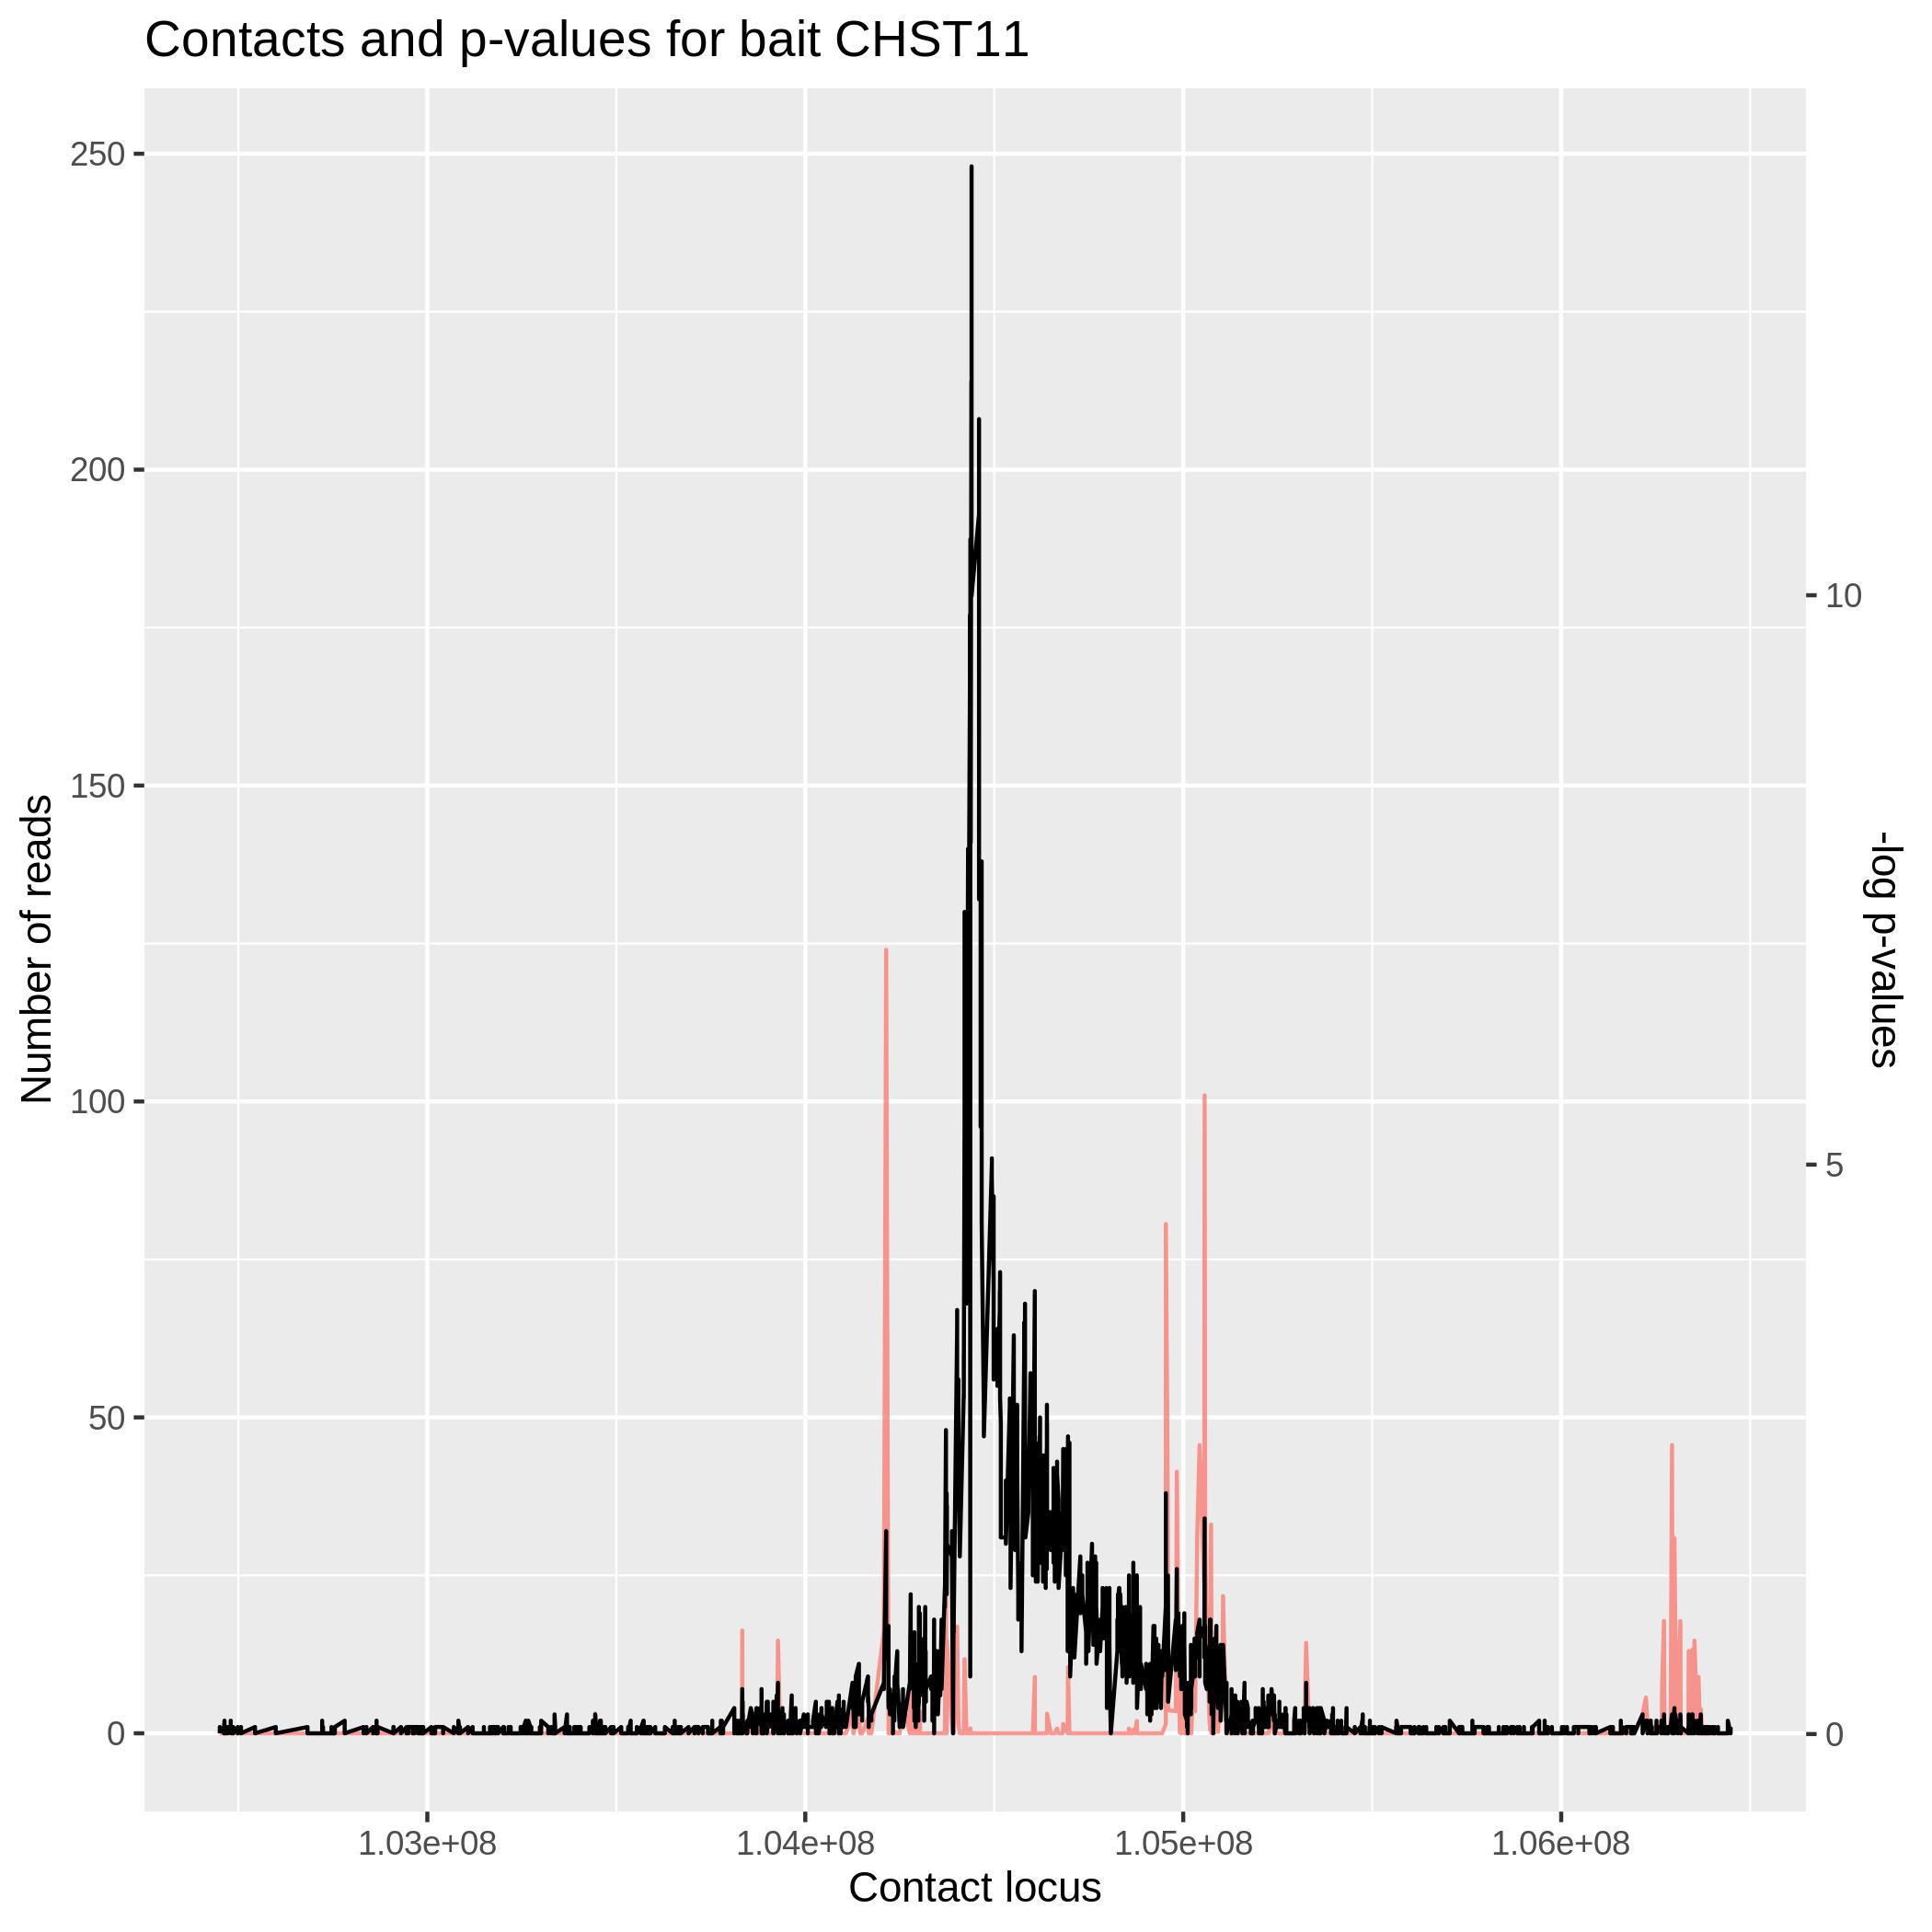 Contacts and p-values for bait CHST11
250
200
150
100
50
0
Number of reads
10
5
0
-log p-values
1.03e+08
1.04e+08
1.05e+08
1.06e+08
Contact locus